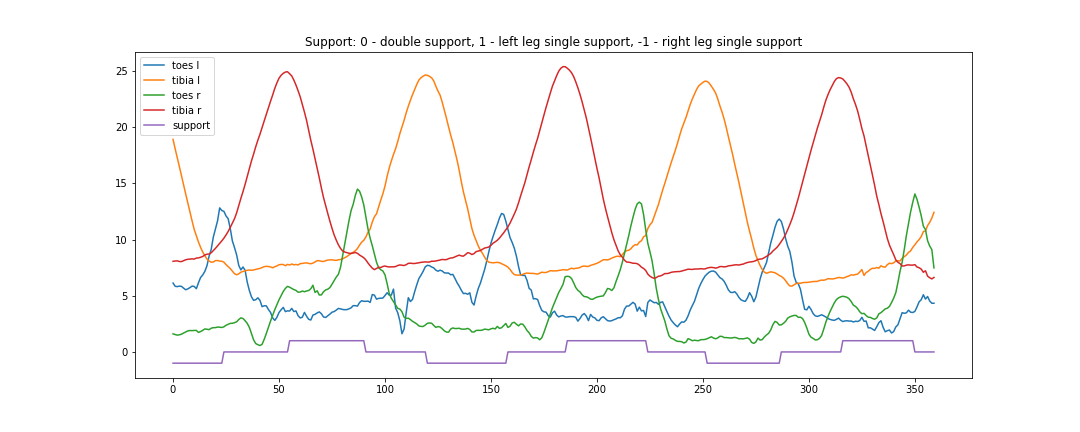 Support: 0 - double support, 1 - left leg single support, -1 - right leg single support
25
20
15
10
5
0
toes l
tibia l
toes r
tibia r
support
0 50 100 150 200 250 300 350